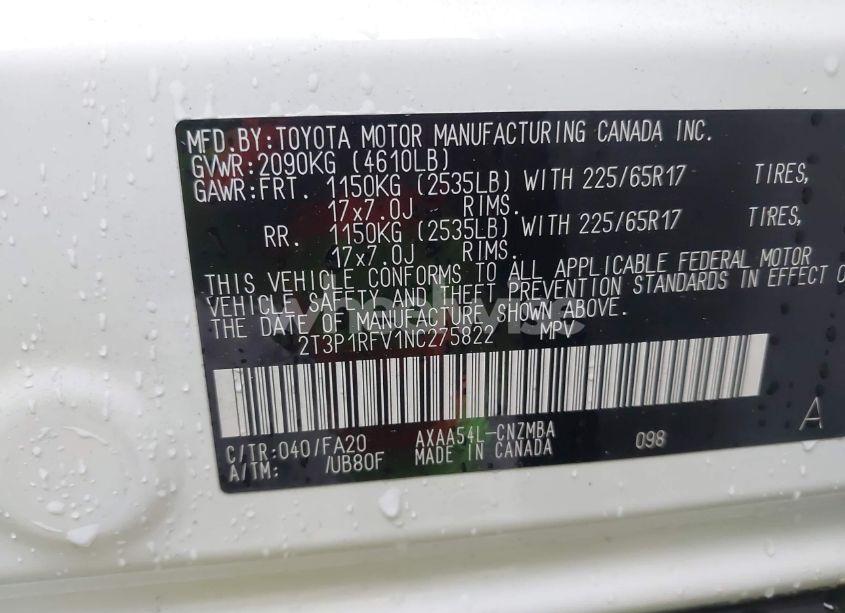 MFD.BY:TOYOTA MOTOR MANUFACTURING CANADA INC.
GVWR:2090KG (4610LB)
GAWR:FRT. 1150KG (2535LB) WITH 225/65R17 TIRES,
17x7.0J RIMS.
RR. 1150KG (2535LB) WITH 225/65R17 TIRES,
17x7.0J RIMS.
THIS VEHICLE CONFORMS TO ALL APPLICABLE FEDERAL MOTOR
VEHICLE SAFETY AND THEFT PREVENTION STANDARDS IN EFFECT
THE DATE OF MANUFACTURE SHOWN ABOVE.
2T3P1RFV1NC275822 MPV
A
C/TR:040/FA20 AXAA54L-CNZMBA 098
A/TM: /UB80F MADE IN CANADA